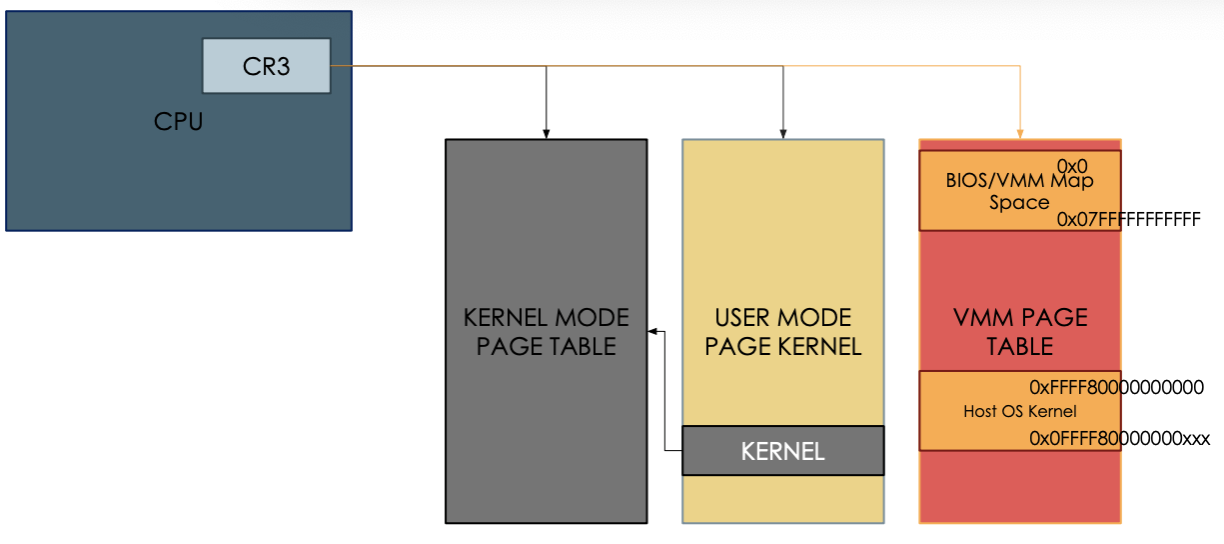 CR3
CPU
KERNEL MODE
PAGE TABLE
USER MODE
PAGE KERNEL
KERNEL
0x0
BIOS/VMM Map
Space
0x07FFFFFFFFFFF
VMM PAGE
TABLE
0xFFFF80000000000
Host OS Kernel
0x0FFFF80000000xxx